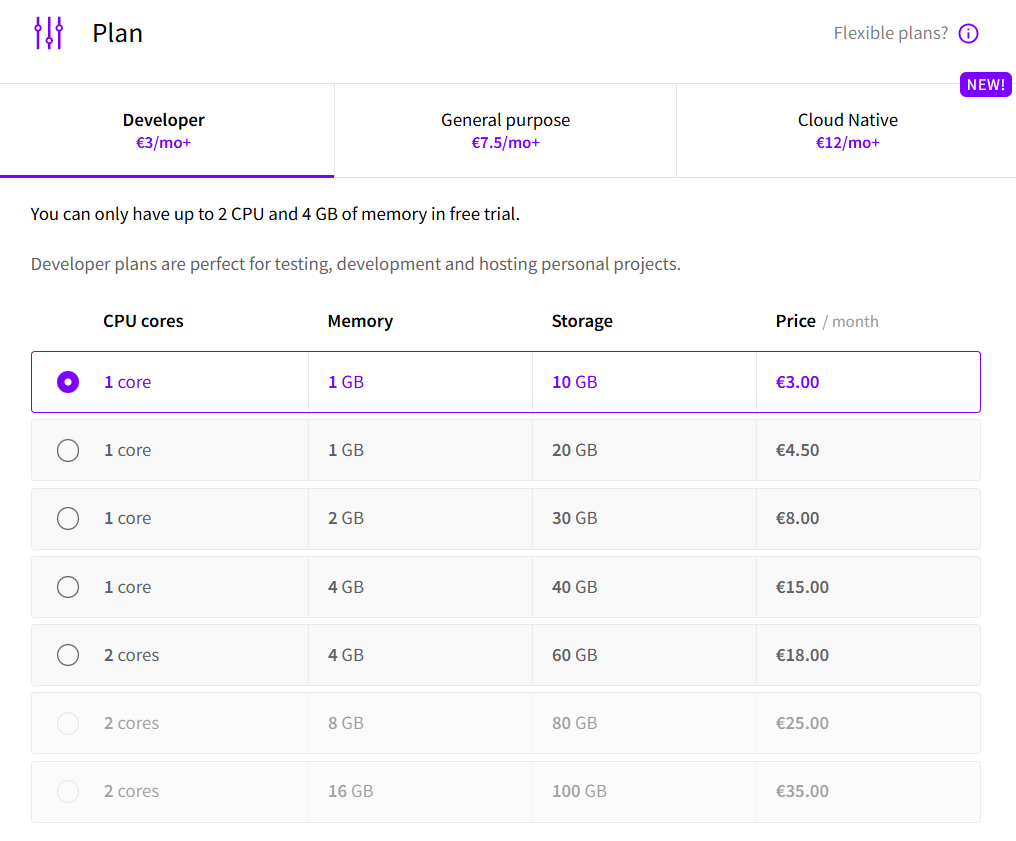 Plan
Flexible plans?
NEW!
Developer
€3/mo+
General purpose
€7.5/mo+
Cloud Native
€12/mo+
You can only have up to 2 CPU and 4 GB of memory in free trial.
Developer plans are perfect for testing, development and hosting personal projects.
CPU cores Memory Storage Price / month
1 core 1 GB 10 GB €3.00
1 core 1 GB 20 GB €4.50
1 core 2 GB 30 GB €8.00
1 core 4 GB 40 GB €15.00
2 cores 4 GB 60 GB €18.00
2 cores 8 GB 80 GB €25.00
2 cores 16 GB 100 GB €35.00